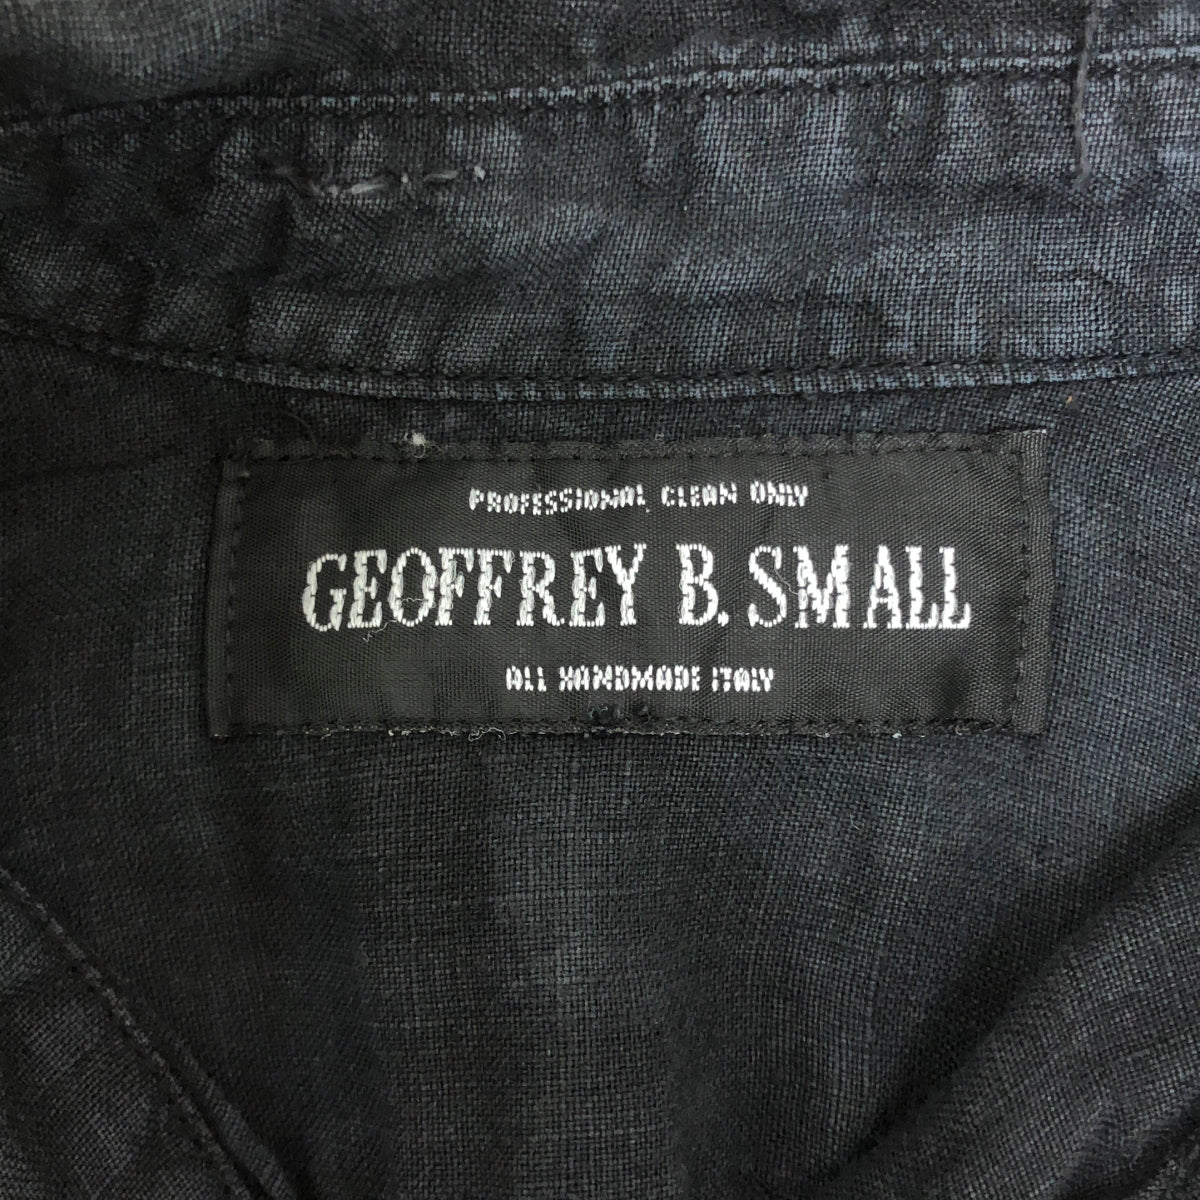 PROFESSIONAL CLEAN ONLY
GEOFFREY B. SMALL
ALL HANDMADE ITALY